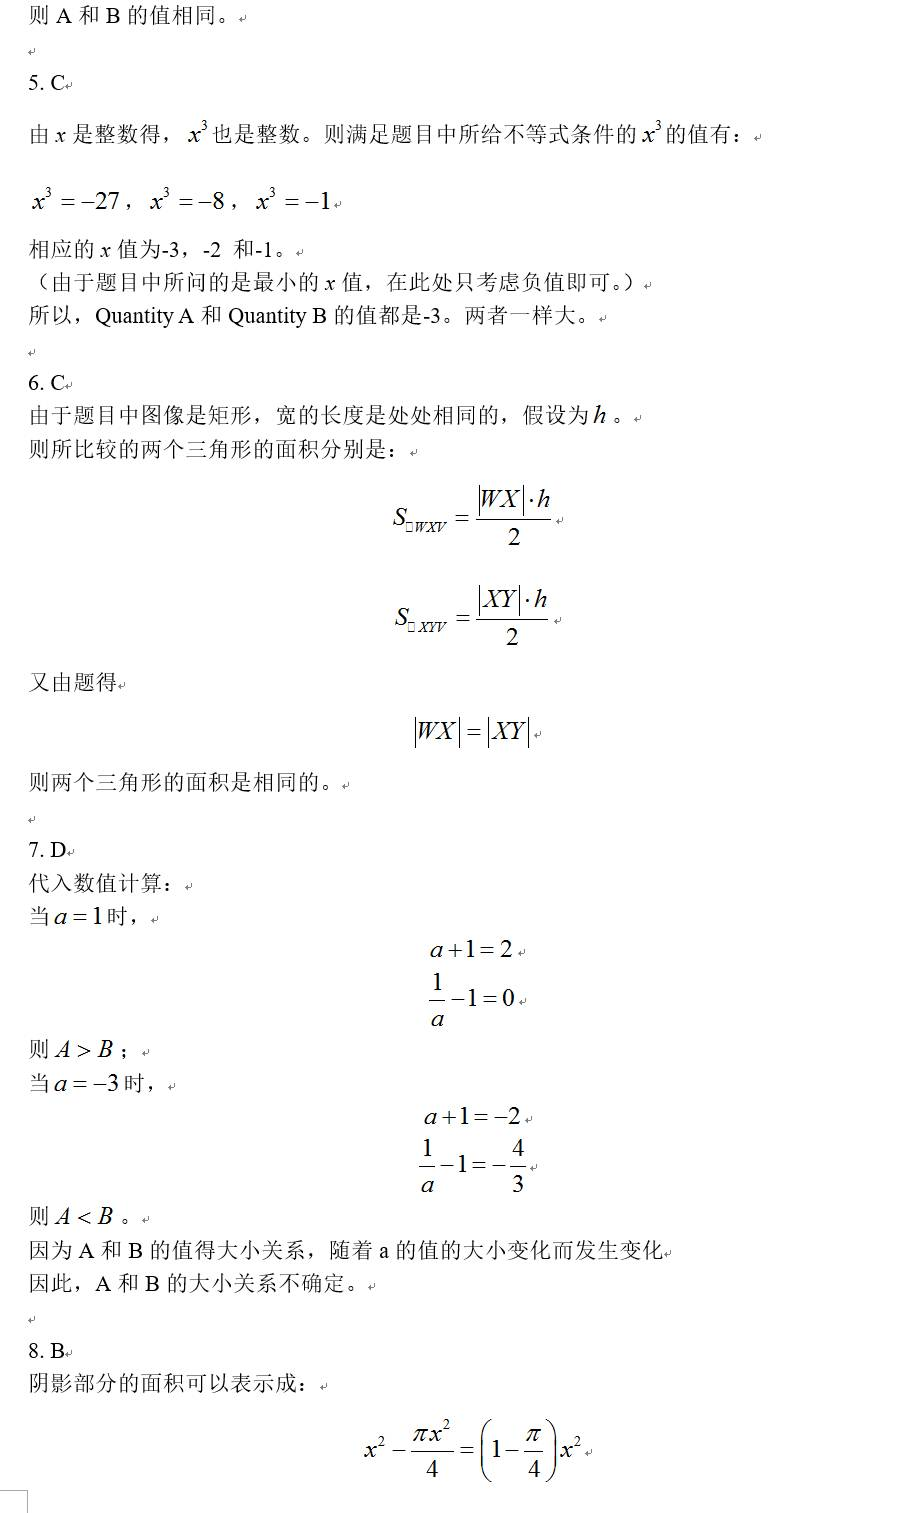 则 A 和 B 的值相同。
5. C
由 x 是整数得， x³也是整数。则满足题目中所给不等式条件的 x³ 的值有：
x³ = −27， x³ = −8， x³ = −1
相应的 x 值为-3，-2 和-1。
（由于题目中所问的是最小的 x 值，在此处只考虑负值即可。）
所以，Quantity A 和 Quantity B 的值都是-3。两者一样大。
6. C
由于题目中图像是矩形，宽的长度是处处相同的，假设为 h 。
则所比较的两个三角形的面积分别是：
S□WXV = |WX|·h / 2
S□XYV = |XY|·h / 2
又由题得
|WX| = |XY|
则两个三角形的面积是相同的。
7. D
代入数值计算：
当 a = 1 时，
a + 1 = 2
1/a − 1 = 0
则 A > B ；
当 a = −3 时，
a + 1 = −2
1/a − 1 = − 4/3
则 A < B 。
因为 A 和 B 的值得大小关系，随着 a 的值的大小变化而发生变化
因此，A 和 B 的大小关系不确定。
8. B
阴影部分的面积可以表示成：
x² − πx²/4 = (1 − π/4) x²